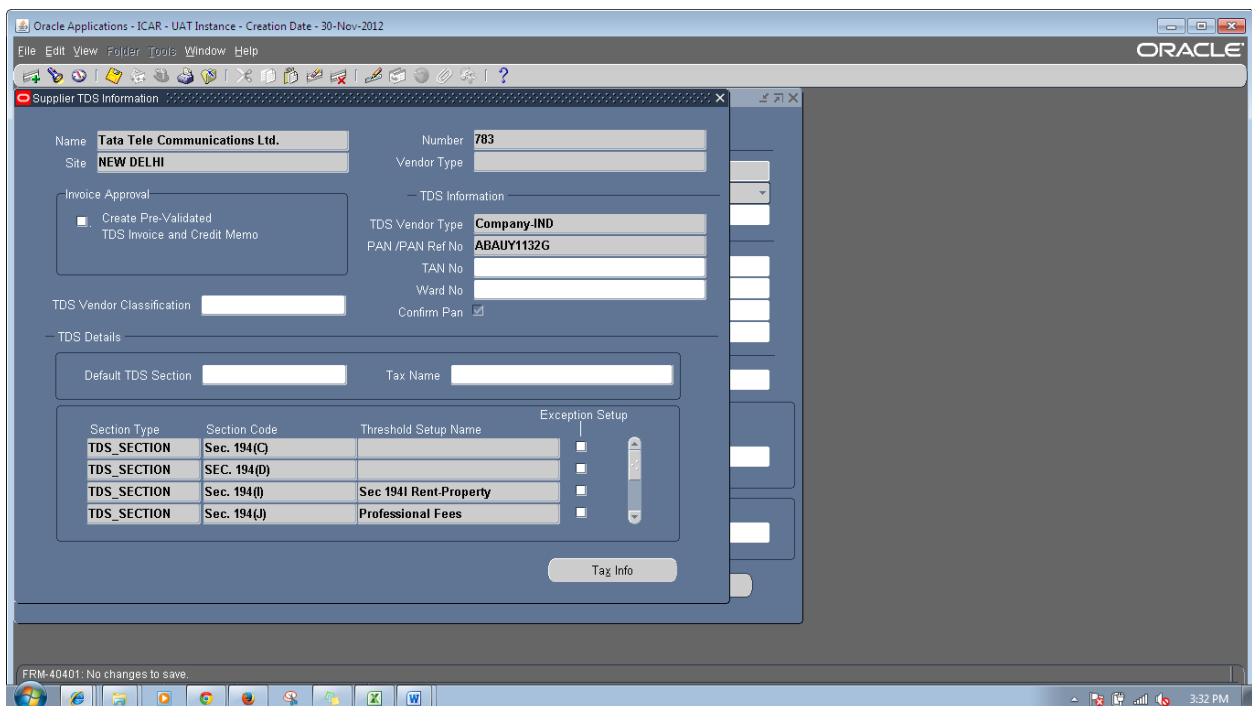 Oracle Applications - ICAR - UAT Instance - Creation Date - 30-Nov-2012
File Edit View Folder Tools Window Help
ORACLE
Supplier TDS Information
Name Tata Tele Communications Ltd.
Number 783
Site NEW DELHI
Vendor Type
Invoice Approval
Create Pre-Validated
TDS Invoice and Credit Memo
TDS Information
TDS Vendor Type Company-IND
PAN /PAN Ref No ABAUY1132G
TAN No
Ward No
TDS Vendor Classification
Confirm Pan
TDS Details
Default TDS Section
Tax Name
Exception Setup
Section Type Section Code Threshold Setup Name
TDS_SECTION Sec. 194(C)
TDS_SECTION SEC. 194(D)
TDS_SECTION Sec. 194(I) Sec 194I Rent-Property
TDS_SECTION Sec. 194(J) Professional Fees
Tax Info
FRM-40401: No changes to save.
3:32 PM